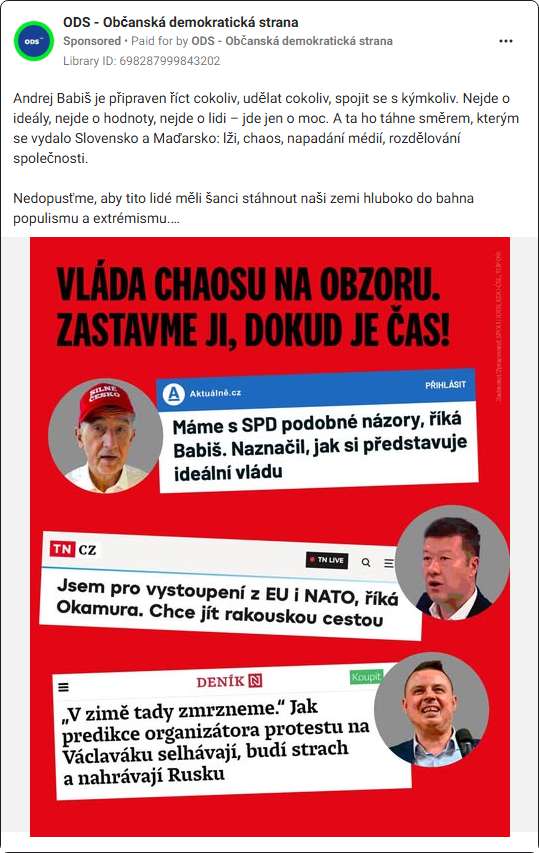 ODS - Občanská demokratická strana
Sponsored • Paid for by ODS - Občanská demokratická strana
Library ID: 698287999843202
ODS
Andrej Babiš je připraven říct cokoliv, udělat cokoliv, spojit se s kýmkoliv. Nejde o
ideály, nejde o hodnoty, nejde o lidi – jde jen o moc. A ta ho táhne směrem, kterým
se vydalo Slovensko a Maďarsko: lži, chaos, napadání médií, rozdělování
společnosti.
Nedopusťme, aby tito lidé měli šanci stáhnout naši zemi hluboko do bahna
populismu a extrémismu....
VLÁDA CHAOSU NA OBZORU.
ZASTAVME JI, DOKUD JE ČAS!
SILNÉ
ČESKO
A Aktuálně.cz
PŘIHLÁSIT
Máme s SPD podobné názory, říká
Babiš. Naznačil, jak si představuje
ideální vládu
TN CZ
TN LIVE
Jsem pro vystoupení z EU i NATO, říká
Okamura. Chce jít rakouskou cestou
DENÍK N
Koupit
„V zimě tady zmrzneme.“ Jak
predikce organizátora protestu na
Václaváku selhávají, budí strach
a nahrávají Rusku